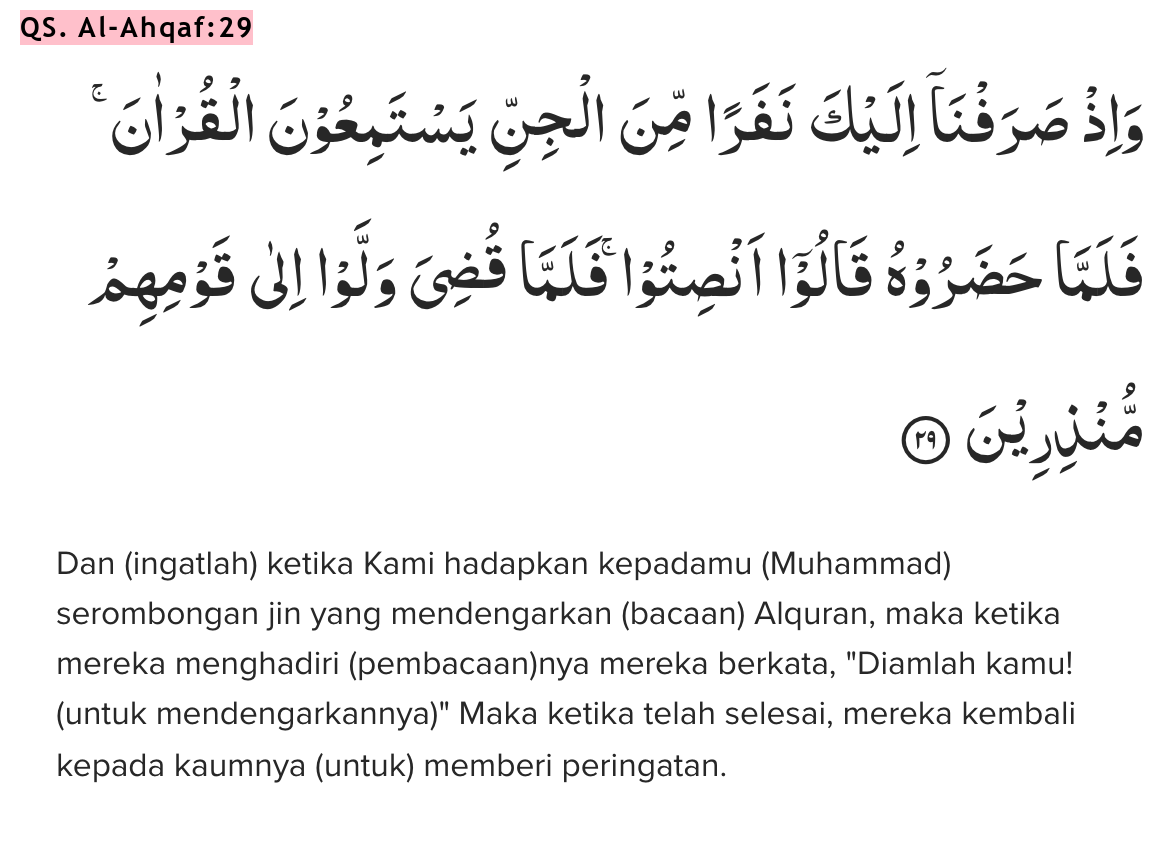 QS. Al-Ahqaf:29
وَاِذْ صَرَفْنَآ اِلَيْكَ نَفَرًا مِّنَ الْجِنِّ يَسْتَمِعُوْنَ الْقُرْاٰنَۚ
فَلَمَّا حَضَرُوْهُ قَالُوْٓا اَنْصِتُوْاۚ فَلَمَّا قُضِيَ وَلَّوْا اِلٰى قَوْمِهِمْ
مُّنْذِرِيْنَ ٢٩
Dan (ingatlah) ketika Kami hadapkan kepadamu (Muhammad)
serombongan jin yang mendengarkan (bacaan) Alquran, maka ketika
mereka menghadiri (pembacaan)nya mereka berkata, "Diamlah kamu!
(untuk mendengarkannya)" Maka ketika telah selesai, mereka kembali
kepada kaumnya (untuk) memberi peringatan.